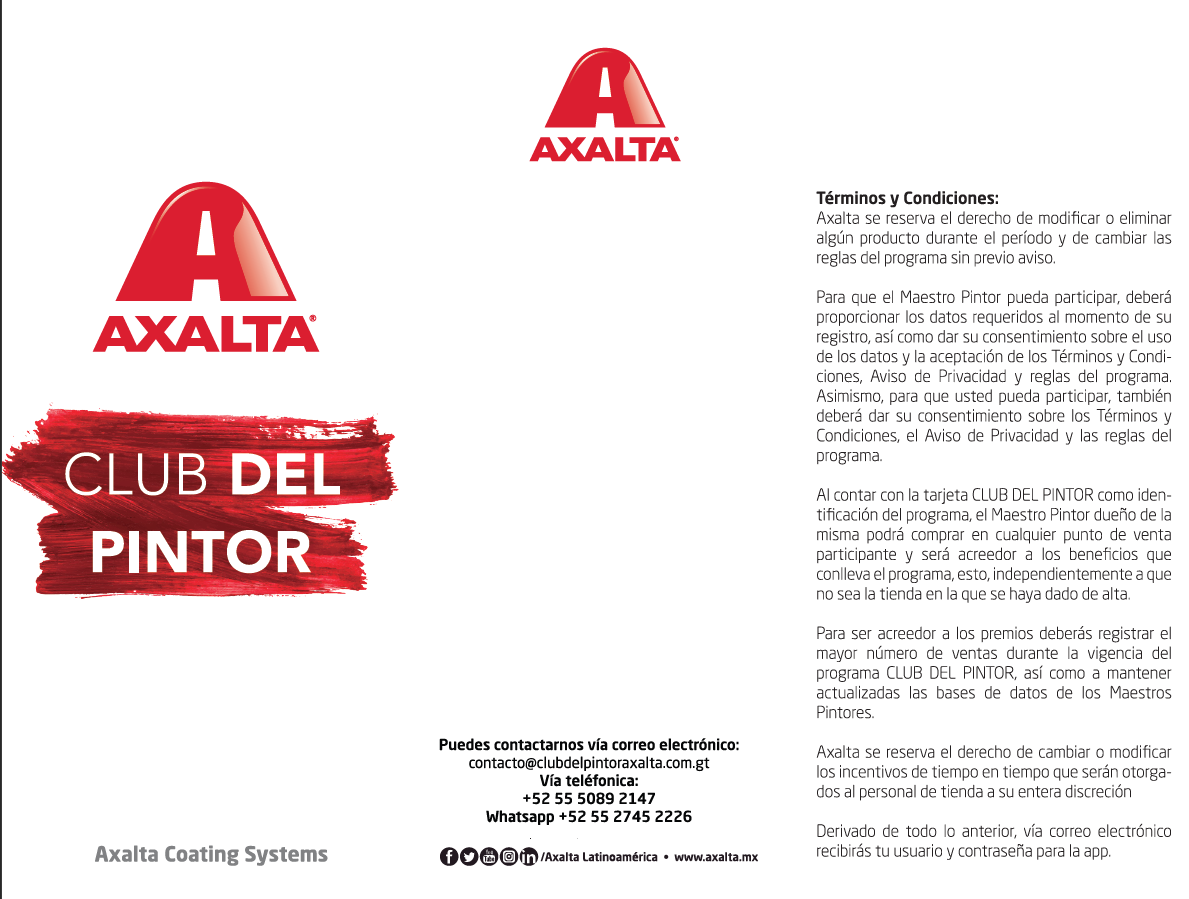 AXALTA®
CLUB DEL
PINTOR
Axalta Coating Systems
AXALTA®
Puedes contactarnos vía correo electrónico:
contacto@clubdelpintoraxalta.com.gt
Vía teléfonica:
+52 55 5089 2147
Whatsapp +52 55 2745 2226
/Axalta Latinoamérica • www.axalta.mx
Términos y Condiciones:
Axalta se reserva el derecho de modificar o eliminar
algún producto durante el período y de cambiar las
reglas del programa sin previo aviso.
Para que el Maestro Pintor pueda participar, deberá
proporcionar los datos requeridos al momento de su
registro, así como dar su consentimiento sobre el uso
de los datos y la aceptación de los Términos y Condi-
ciones, Aviso de Privacidad y reglas del programa.
Asimismo, para que usted pueda participar, también
deberá dar su consentimiento sobre los Términos y
Condiciones, el Aviso de Privacidad y las reglas del
programa.
Al contar con la tarjeta CLUB DEL PINTOR como iden-
tificación del programa, el Maestro Pintor dueño de la
misma podrá comprar en cualquier punto de venta
participante y será acreedor a los beneficios que
conlleva el programa, esto, independientemente a que
no sea la tienda en la que se haya dado de alta.
Para ser acreedor a los premios deberás registrar el
mayor número de ventas durante la vigencia del
programa CLUB DEL PINTOR, así como a mantener
actualizadas las bases de datos de los Maestros
Pintores.
Axalta se reserva el derecho de cambiar o modificar
los incentivos de tiempo en tiempo que serán otorga-
dos al personal de tienda a su entera discreción
Derivado de todo lo anterior, vía correo electrónico
recibirás tu usuario y contraseña para la app.